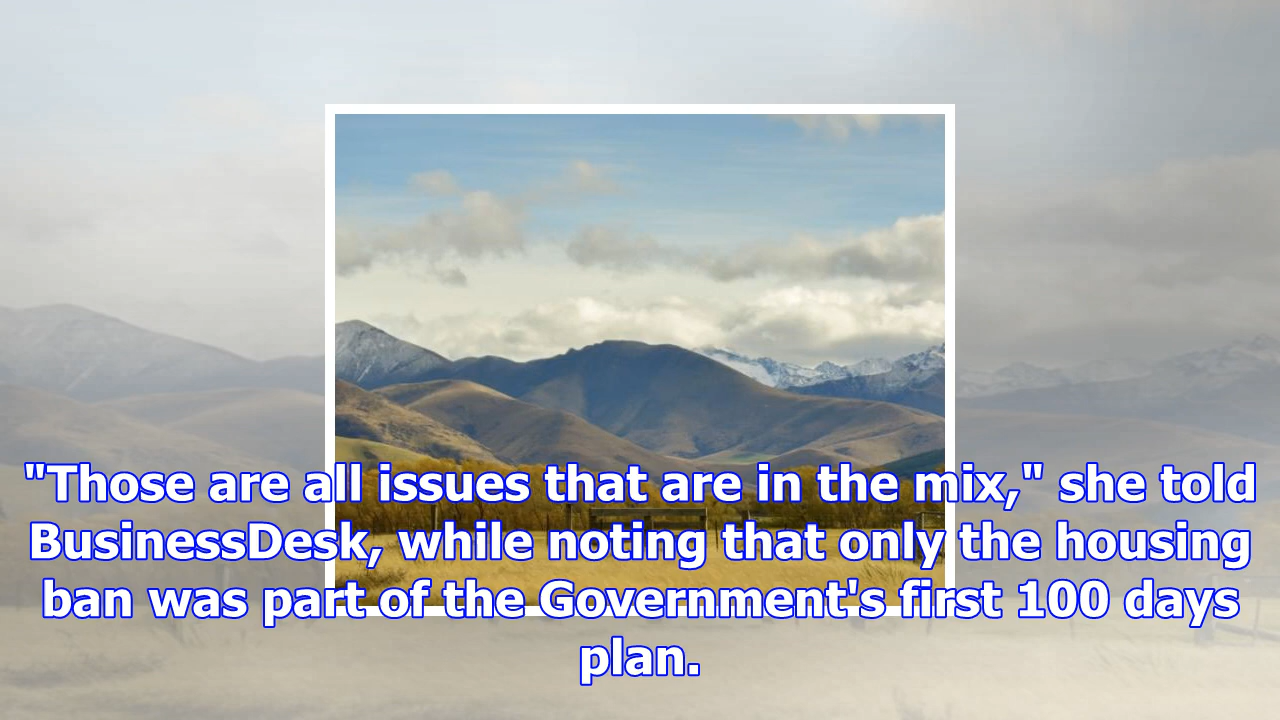 "Those are all issues that are in the mix," she told
BusinessDesk, while noting that only the housing
ban was part of the Government's first 100 days
plan.